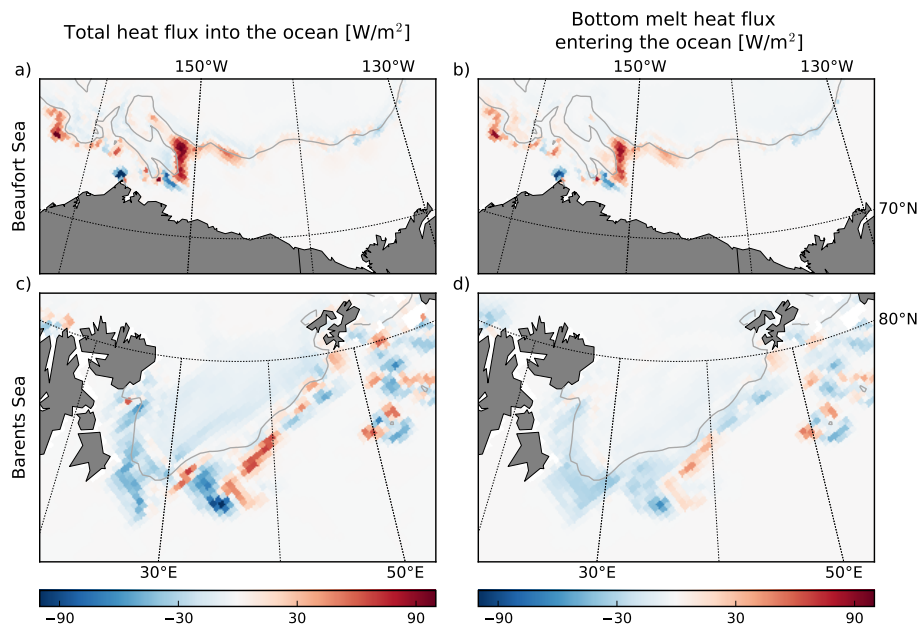 Total heat flux into the ocean [W/m²]
Bottom melt heat flux
entering the ocean [W/m²]
a)
150°W
130°W
b)
150°W
130°W
Beaufort Sea
70°N
c)
d)
80°N
Barents Sea
30°E
50°E
30°E
50°E
−90
−30
30
90
−90
−30
30
90